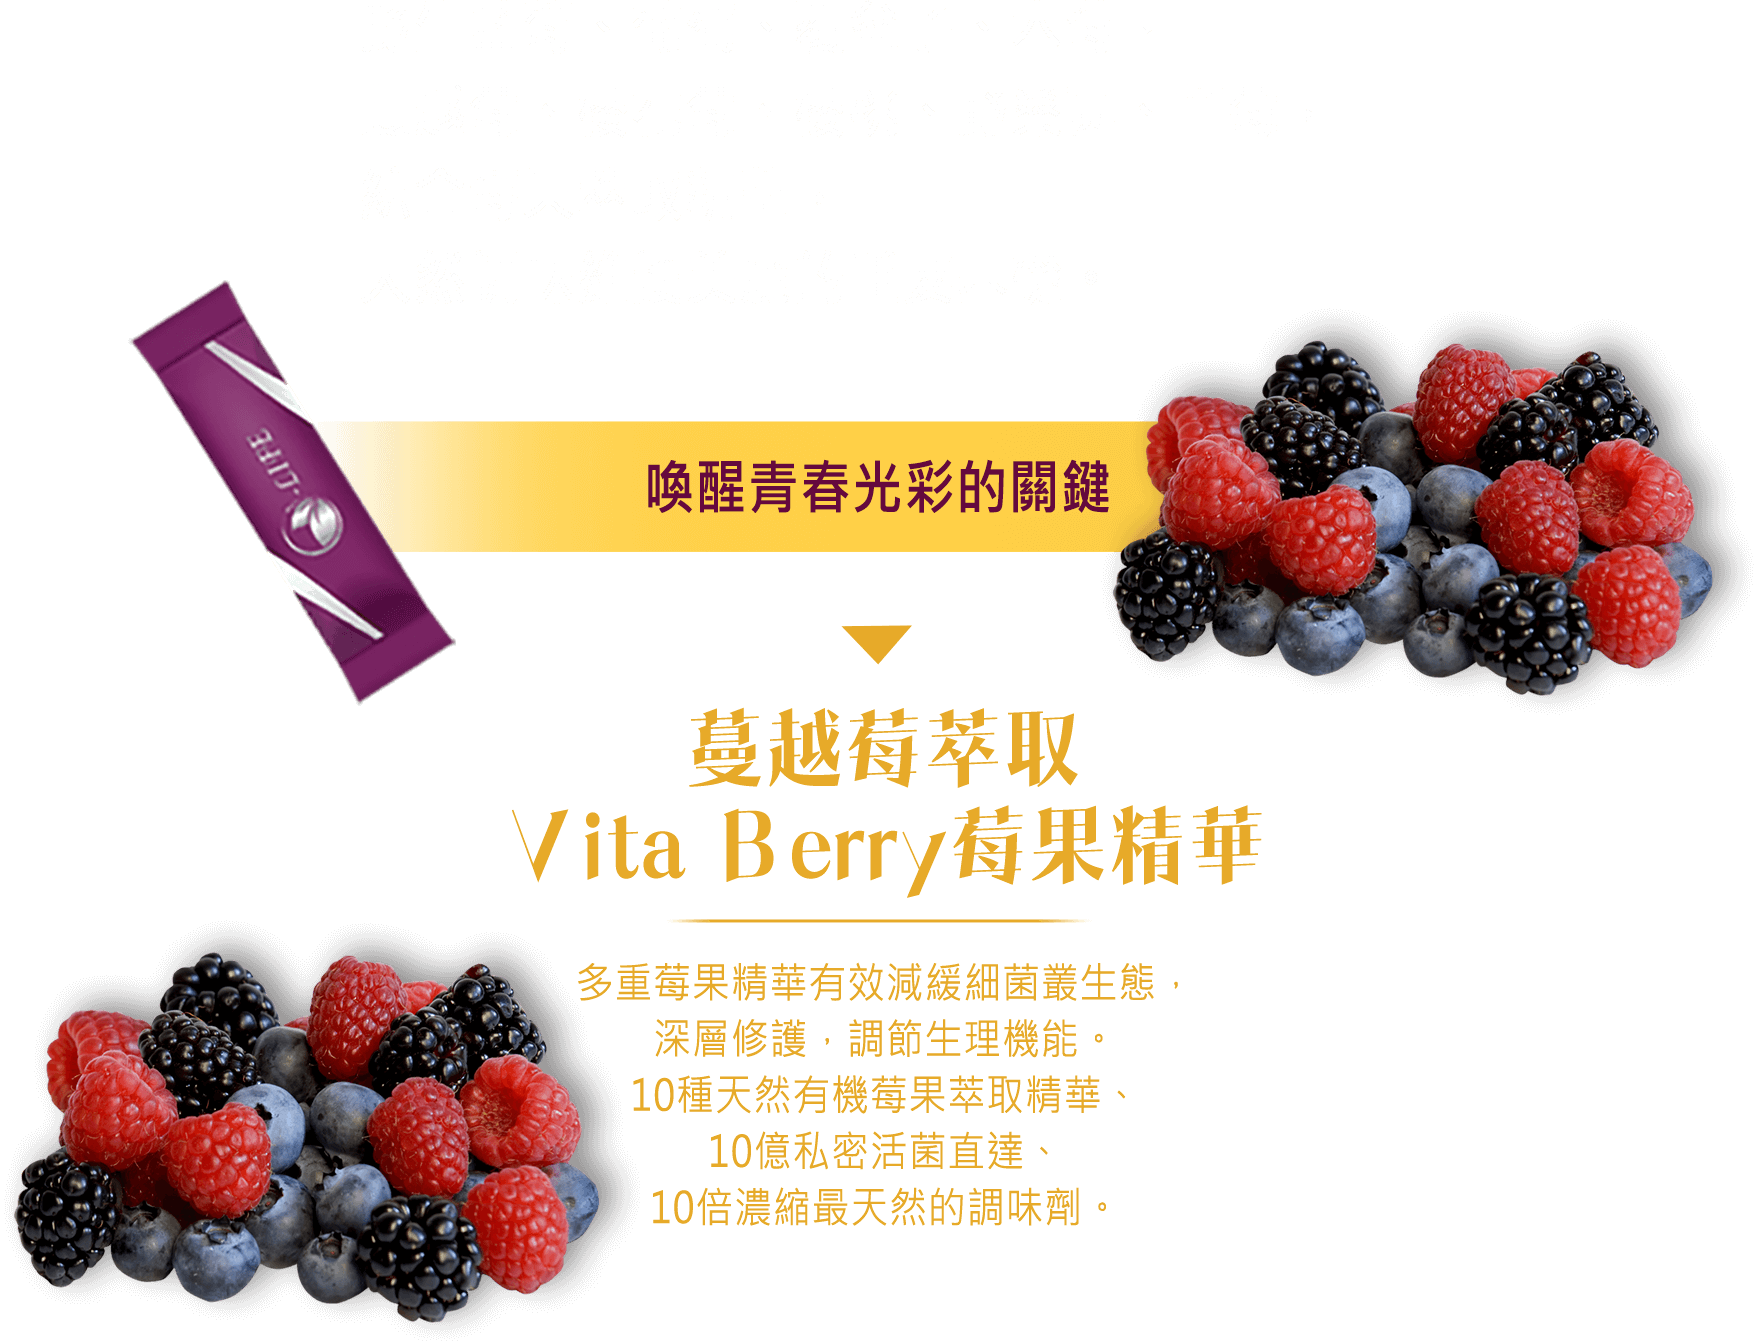 喚醒青春光彩的關鍵
蔓越莓萃取
Vita Berry莓果精華
多重莓果精華有效減緩細菌叢生態，
深層修護，調節生理機能。
10種天然有機莓果萃取精華、
10億私密活菌直達、
10倍濃縮最天然的調味劑。